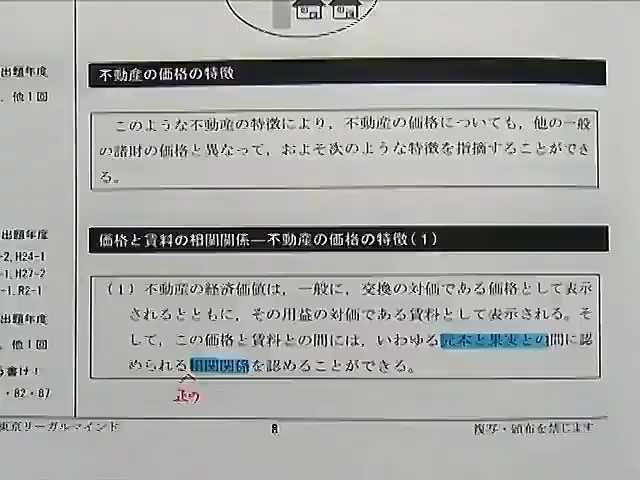 出題年度
他1回
不動産の価格の特徴
このような不動産の特徴により，不動産の価格についても，他の一般
の諸財の価格と異なって，およそ次のような特徴を指摘することができ
る。
出題年度
-2,H24-1
-1,H27-2
-1,R2-1
出題年度
他1回
書け！
・82・87
価格と賃料の相関関係―不動産の価格の特徴(1)
(1) 不動産の経済価値は，一般に，交換の対価である価格として表示
されるとともに，その用益の対価である賃料として表示される。そ
して，この価格と賃料との間には，いわゆる元本と果実との間に認
められる相関関係を認めることができる。
正の
東京リーガルマインド
8
複写・頒布を禁じます